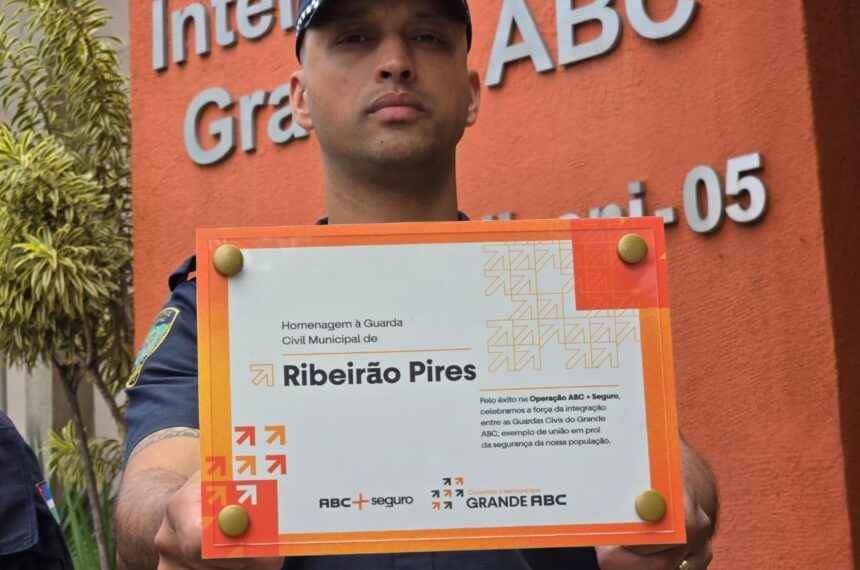 Inte
Gra
ABC
ABC
-05
Homenagem à Guarda
Civil Municipal de
Ribeirão Pires
Pelo êxito na Operação ABC + Seguro,
celebramos a força da integração
entre as Guardas Civis do Grande
ABC, exemplo de união em prol
da segurança da nossa população.
ABC+seguro
Consórcio Intermunicipal
GRANDE ABC